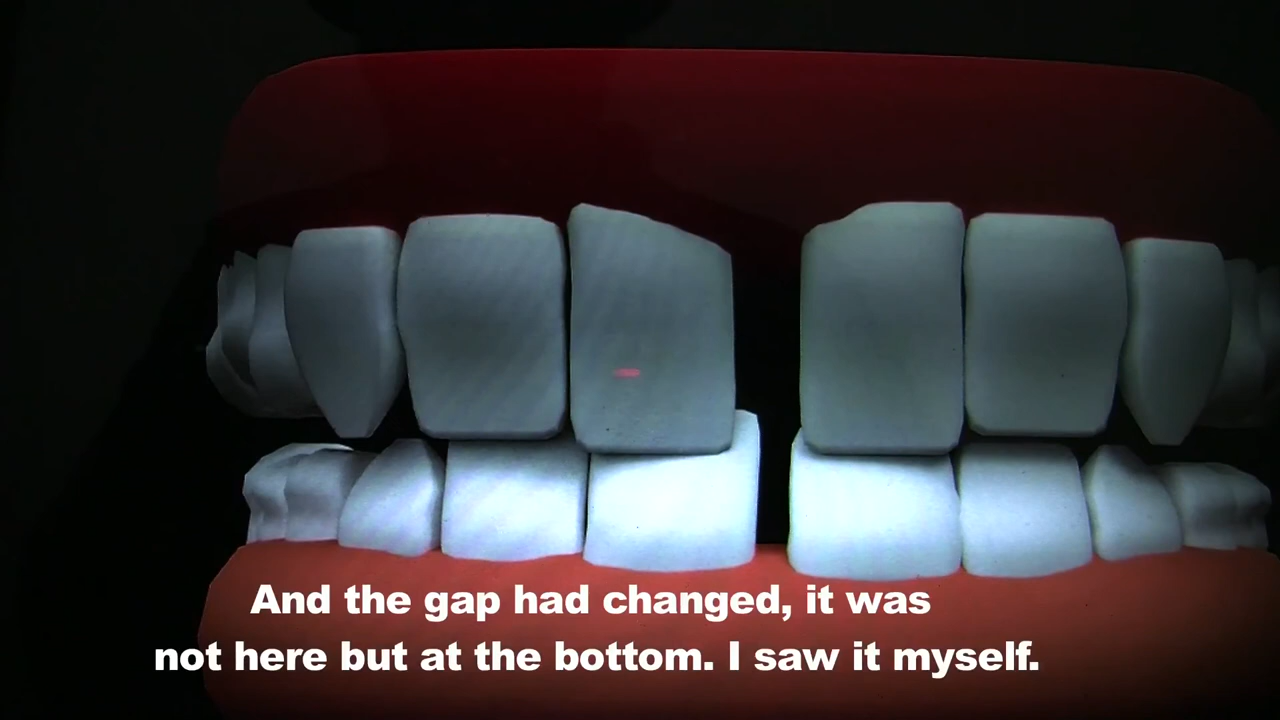 And the gap had changed, it was
not here but at the bottom. I saw it myself.